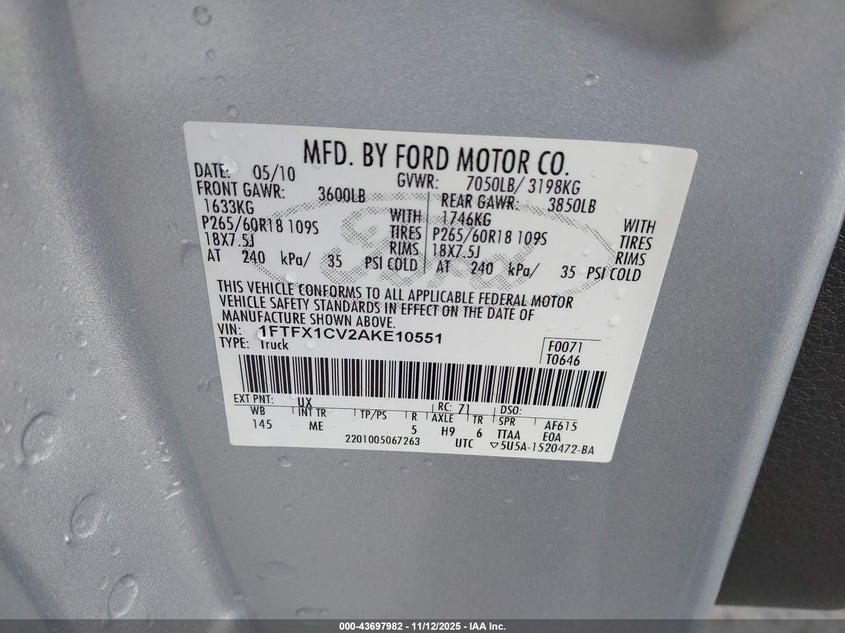 MFD. BY FORD MOTOR CO.
DATE: 05/10 GVWR: 7050LB/ 3198KG
FRONT GAWR: 3600LB REAR GAWR: 3850LB
1633KG WITH 1746KG WITH
P265/60R18 109S TIRES P265/60R18 109S TIRES
18X7.5J RIMS 18X7.5J RIMS
AT 240 kPa/ 35 PSI COLD AT 240 kPa/ 35 PSI COLD
Ford
THIS VEHICLE CONFORMS TO ALL APPLICABLE FEDERAL MOTOR
VEHICLE SAFETY STANDARDS IN EFFECT ON THE DATE OF
MANUFACTURE SHOWN ABOVE.
VIN: 1FTFX1CV2AKE10551 F0071
TYPE: Truck T0646
EXT PNT: UX RC: 71 DSO:
WB INT TR TP/PS R AXLE TR SPR AF615
145 ME 5 H9 6 TTAA E0A
2201005067263 UTC ▽5U5A-1520472-BA
000-43697982 - 11/12/2025 - IAA Inc.